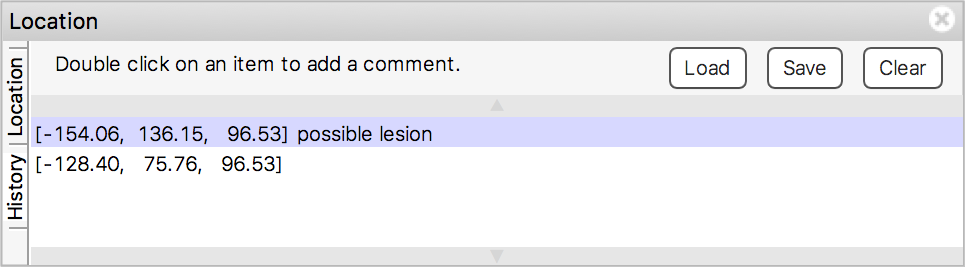 Location
Double click on an item to add a comment.
Load
Save
Clear
Location
History
[-154.06, 136.15, 96.53] possible lesion
[-128.40, 75.76, 96.53]